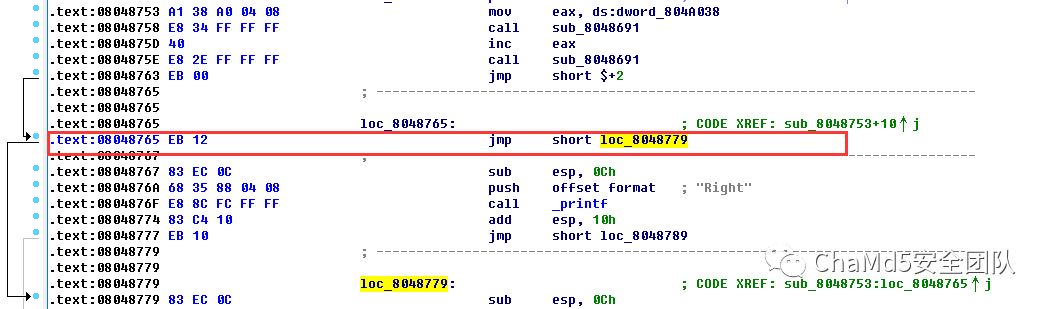 .text:08048753 A1 38 A0 04 08 mov eax, ds:dword_804A038
.text:08048758 E8 34 FF FF FF call sub_8048691
.text:0804875D 40 inc eax
.text:0804875E E8 2E FF FF FF call sub_8048691
.text:08048763 EB 00 jmp short $+2
.text:08048765 ; ---------------------------------------------------------------------------
.text:08048765
.text:08048765 loc_8048765: ; CODE XREF: sub_8048753+10↑j
.text:08048765 EB 12 jmp short loc_8048779
.text:08048767 ; ---------------------------------------------------------------------------
.text:08048767 83 EC 0C sub esp, 0Ch
.text:0804876A 68 35 88 04 08 push offset format ; "Right"
.text:0804876F E8 8C FC FF FF call _printf
.text:08048774 83 C4 10 add esp, 10h
.text:08048777 EB 10 jmp short loc_8048789
.text:08048779 ; ---------------------------------------------------------------------------
.text:08048779
.text:08048779 loc_8048779: ; CODE XREF: sub_8048753:loc_8048765↑j
.text:08048779 83 EC 0C sub esp, 0Ch
ChaMd5安全团队